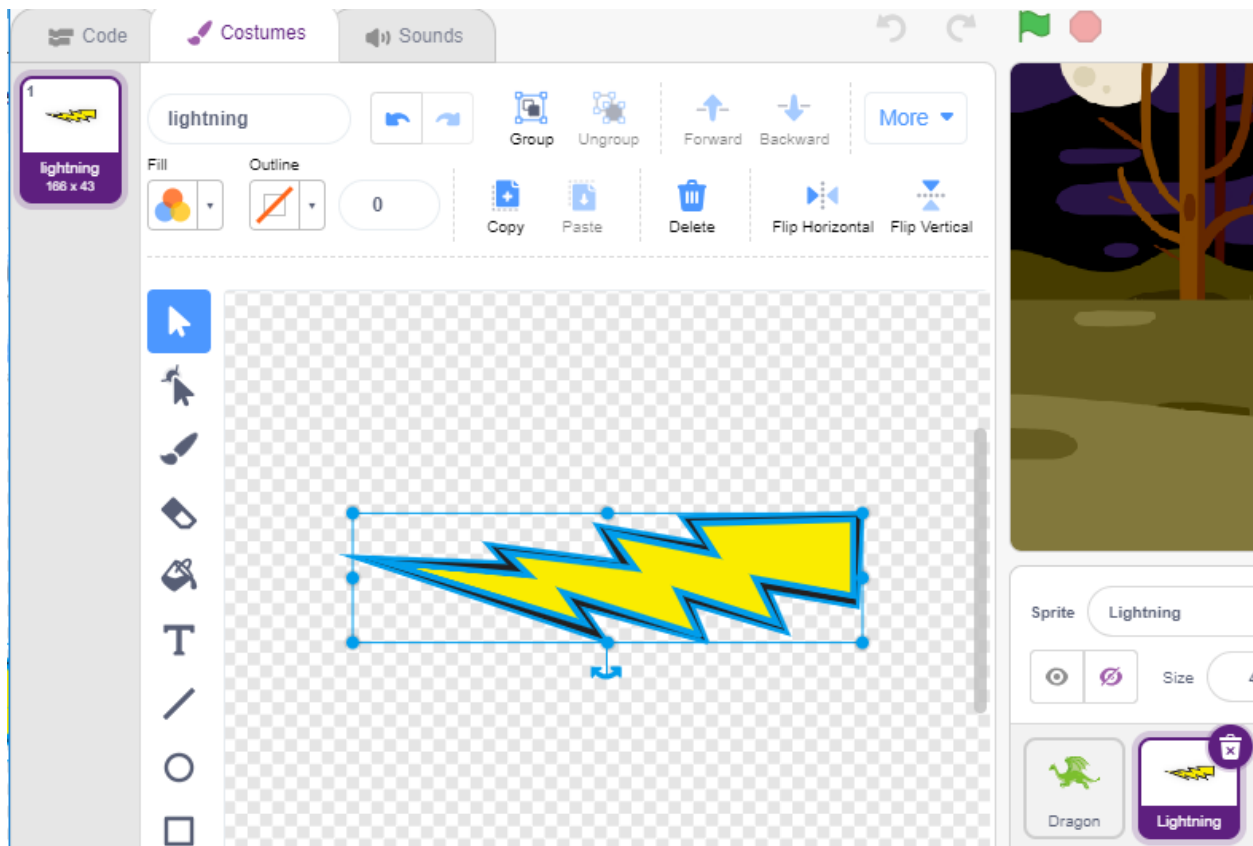 Code
Costumes
Sounds
1
lightning
166 x 43
lightning
Group
Ungroup
Forward
Backward
More
Fill
Outline
0
Copy
Paste
Delete
Flip Horizontal
Flip Vertical
T
Sprite
Lightning
Size
4
Dragon
Lightning